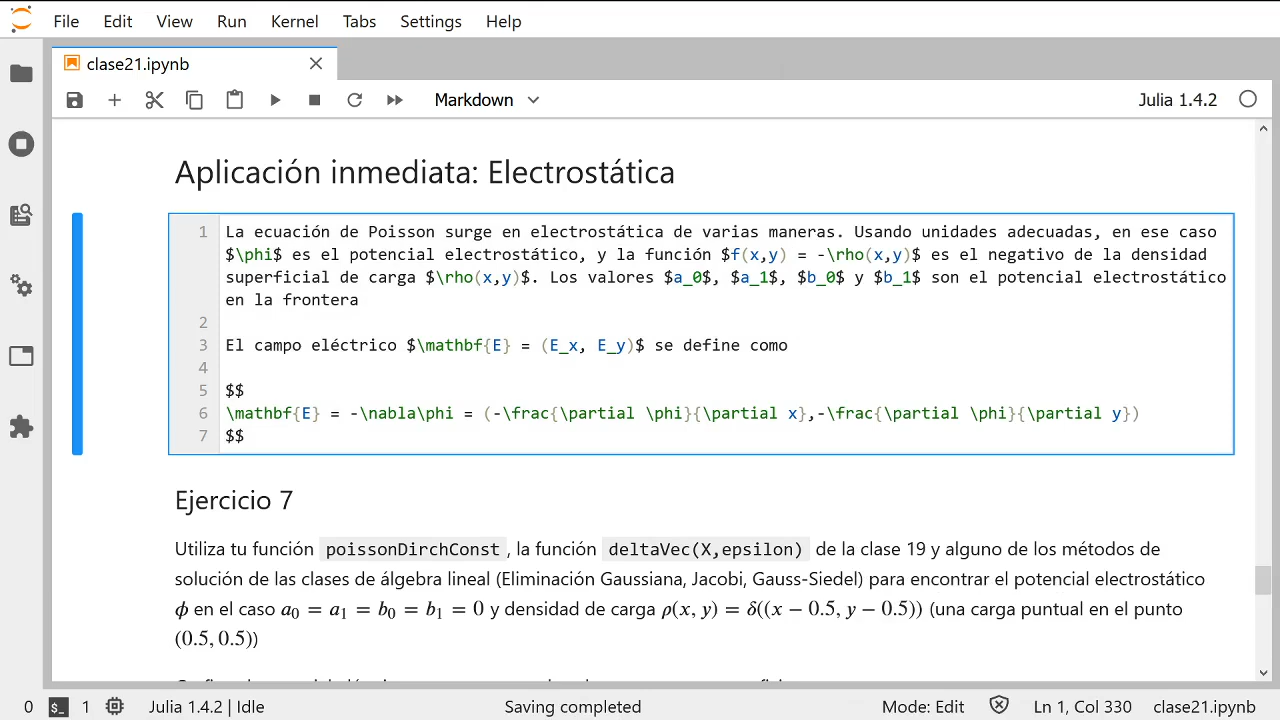 File Edit View Run Kernel Tabs Settings Help
clase21.ipynb
Markdown
Julia 1.4.2
Aplicación inmediata: Electrostática
1 La ecuación de Poisson surge en electrostática de varias maneras. Usando unidades adecuadas, en ese caso
$\phi$ es el potencial electrostático, y la función $f(x,y) = -\rho(x,y)$ es el negativo de la densidad
superficial de carga $\rho(x,y)$. Los valores $a_0$, $a_1$, $b_0$ y $b_1$ son el potencial electrostático
en la frontera
2
3 El campo eléctrico $\mathbf{E} = (E_x, E_y)$ se define como
4
5 $$
6 \mathbf{E} = -\nabla\phi = (-\frac{\partial \phi}{\partial x},-\frac{\partial \phi}{\partial y})
7 $$
Ejercicio 7
Utiliza tu función poissonDirchConst , la función deltaVec(X,epsilon) de la clase 19 y alguno de los métodos de
solución de las clases de álgebra lineal (Eliminación Gaussiana, Jacobi, Gauss-Siedel) para encontrar el potencial electrostático
ϕ en el caso a₀ = a₁ = b₀ = b₁ = 0 y densidad de carga ρ(x, y) = δ((x − 0.5, y − 0.5)) (una carga puntual en el punto
(0.5, 0.5))
0 $_ 1 Julia 1.4.2 | Idle Saving completed Mode: Edit Ln 1, Col 330 clase21.ipynb